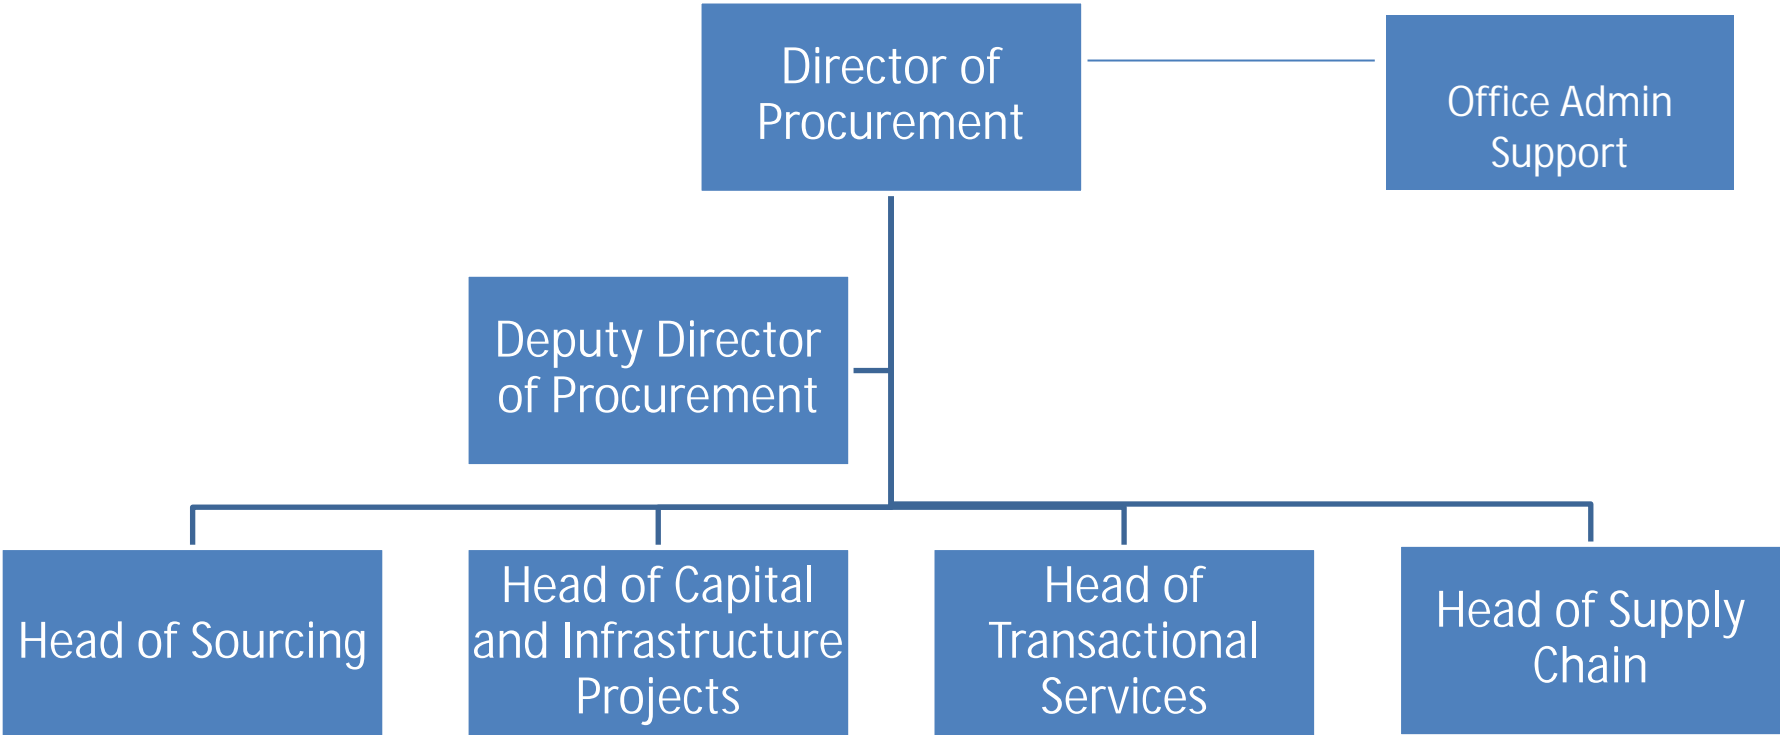 Director of
Procurement
Office Admin
Support
Deputy Director
of Procurement
Head of Sourcing
Head of Capital
and Infrastructure
Projects
Head of
Transactional
Services
Head of Supply
Chain